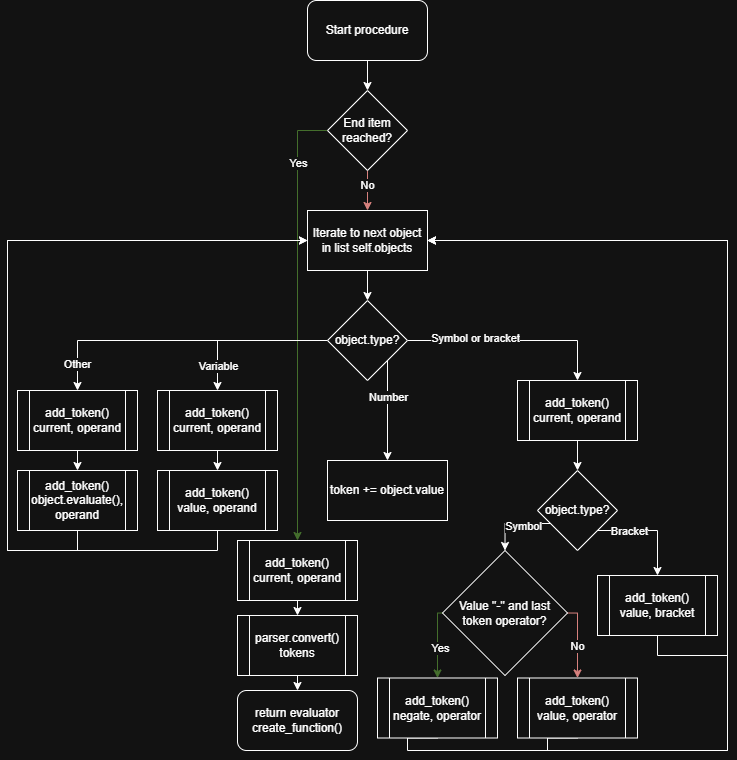 Start procedure
End item
reached?
Yes
No
Iterate to next object
in list self.objects
object.type?
Symbol or bracket
Other
Variable
Number
add_token()
current, operand
add_token()
current, operand
add_token()
current, operand
add_token()
object.evaluate(),
operand
add_token()
value, operand
token += object.value
object.type?
Symbol
Bracket
add_token()
current, operand
Value "-" and last
token operator?
add_token()
value, bracket
parser.convert()
tokens
Yes
No
return evaluator
create_function()
add_token()
negate, operator
add_token()
value, operator